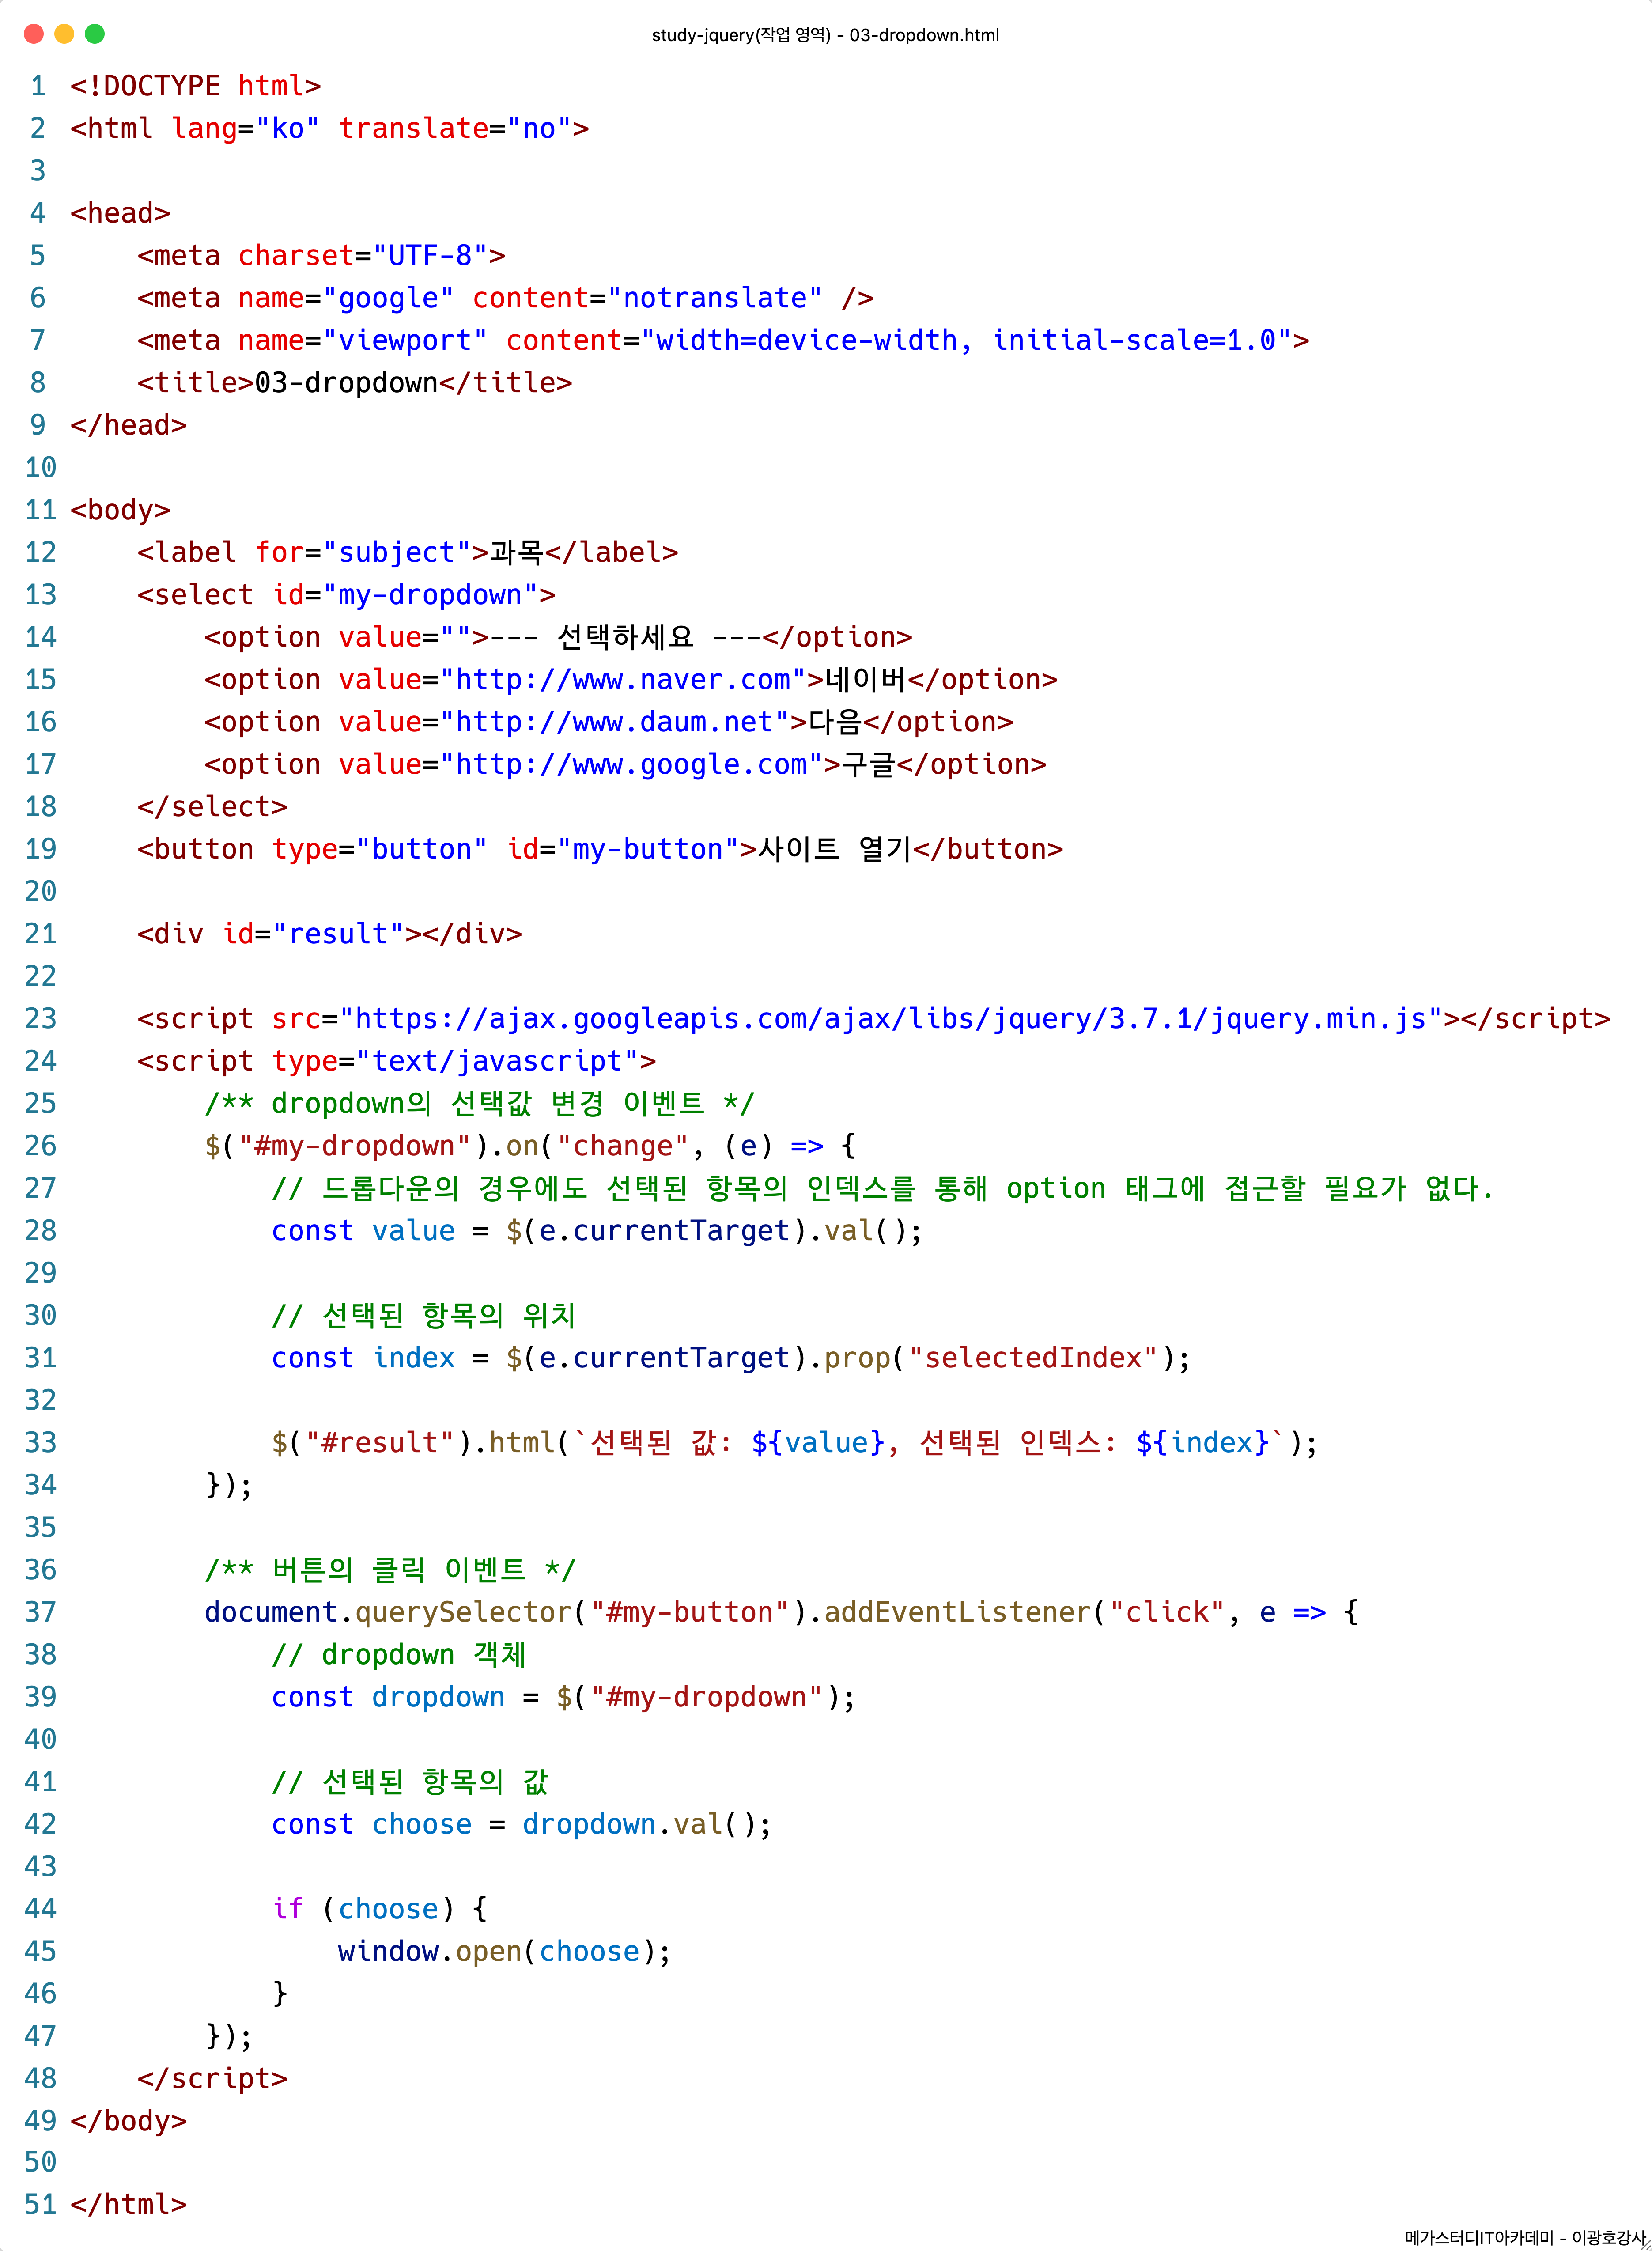 study-jquery(작업 영역) - 03-dropdown.html
1 <!DOCTYPE html>
2 <html lang="ko" translate="no">
3
4 <head>
5     <meta charset="UTF-8">
6     <meta name="google" content="notranslate" />
7     <meta name="viewport" content="width=device-width, initial-scale=1.0">
8     <title>03-dropdown</title>
9 </head>
10
11 <body>
12     <label for="subject">과목</label>
13     <select id="my-dropdown">
14         <option value="">--- 선택하세요 ---</option>
15         <option value="http://www.naver.com">네이버</option>
16         <option value="http://www.daum.net">다음</option>
17         <option value="http://www.google.com">구글</option>
18     </select>
19     <button type="button" id="my-button">사이트 열기</button>
20
21     <div id="result"></div>
22
23     <script src="https://ajax.googleapis.com/ajax/libs/jquery/3.7.1/jquery.min.js"></script>
24     <script type="text/javascript">
25         /** dropdown의 선택값 변경 이벤트 */
26         $("#my-dropdown").on("change", (e) => {
27             // 드롭다운의 경우에도 선택된 항목의 인덱스를 통해 option 태그에 접근할 필요가 없다.
28             const value = $(e.currentTarget).val();
29
30             // 선택된 항목의 위치
31             const index = $(e.currentTarget).prop("selectedIndex");
32
33             $("#result").html(`선택된 값: ${value}, 선택된 인덱스: ${index}`);
34         });
35
36         /** 버튼의 클릭 이벤트 */
37         document.querySelector("#my-button").addEventListener("click", e => {
38             // dropdown 객체
39             const dropdown = $("#my-dropdown");
40
41             // 선택된 항목의 값
42             const choose = dropdown.val();
43
44             if (choose) {
45                 window.open(choose);
46             }
47         });
48     </script>
49 </body>
50
51 </html>
메가스터디IT아카데미 - 이광호강사